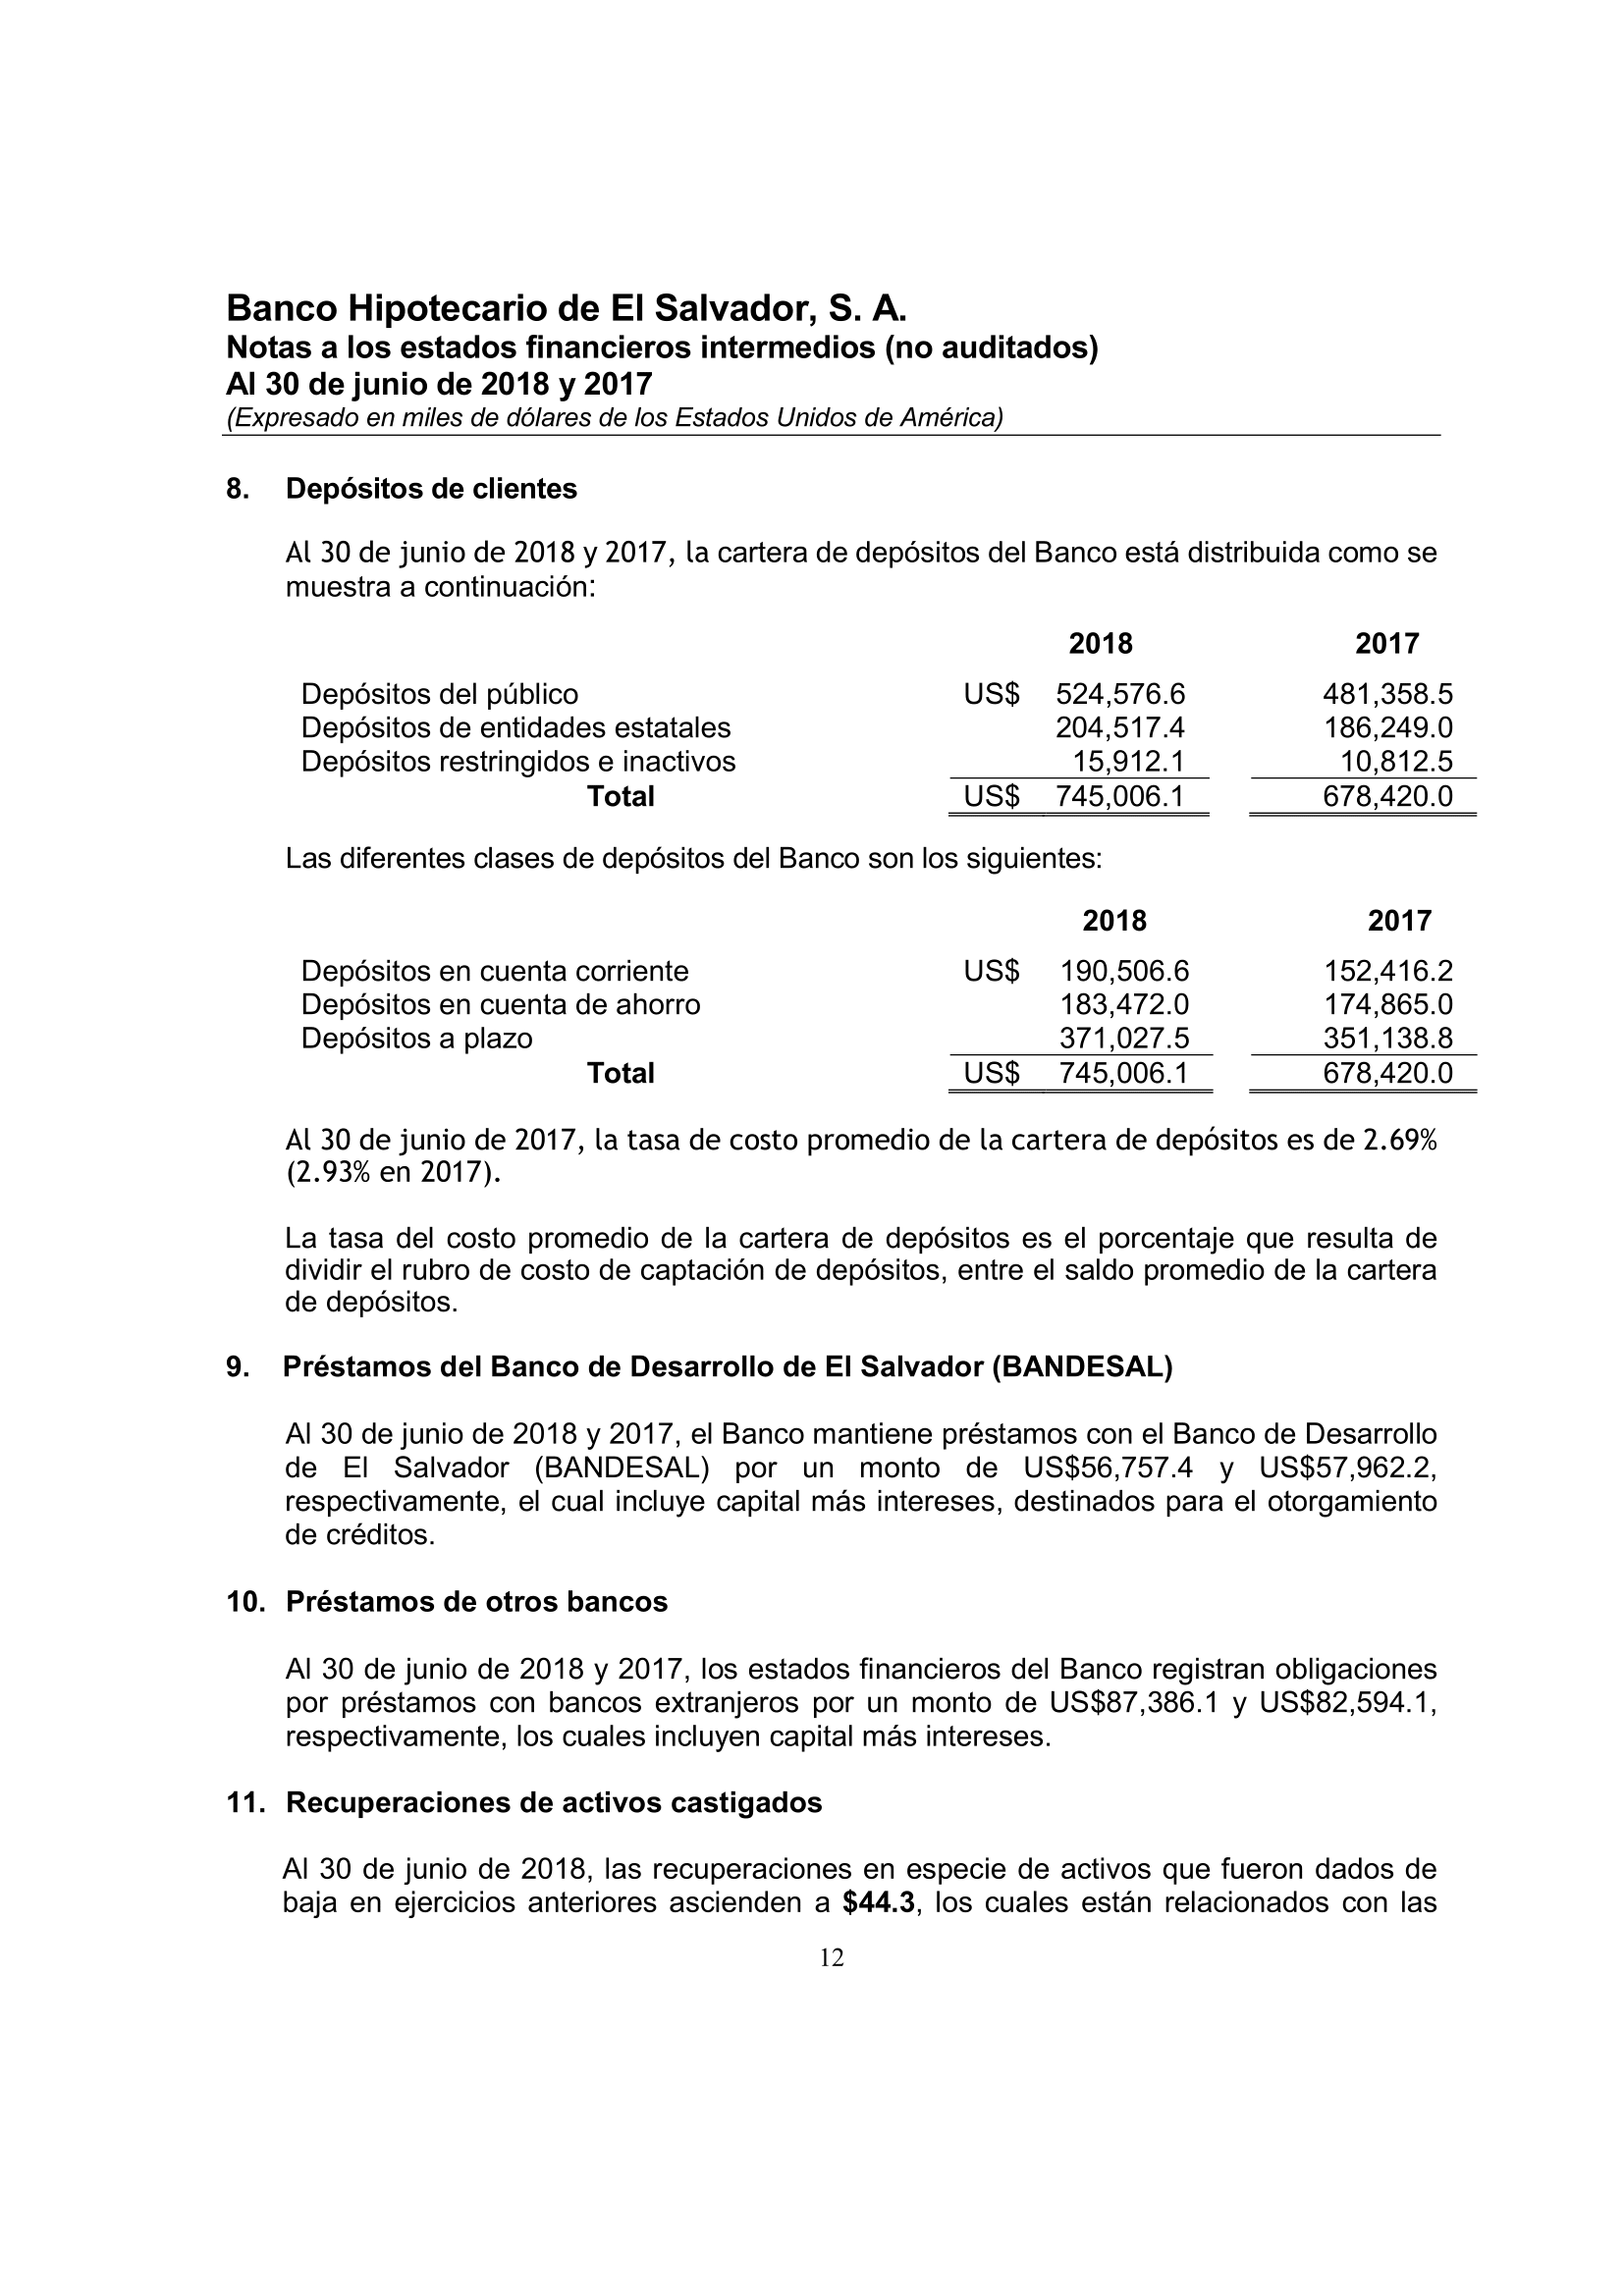 Banco Hipotecario de El Salvador, S. A.
Notas a los estados financieros intermedios (no auditados)
Al 30 de junio de 2018 y 2017
(Expresado en miles de dólares de los Estados Unidos de América)
8. Depósitos de clientes
Al 30 de junio de 2018 y 2017, la cartera de depósitos del Banco está distribuida como se
muestra a continuación:
2018 2017
Depósitos del público US$ 524,576.6 481,358.5
Depósitos de entidades estatales 204,517.4 186,249.0
Depósitos restringidos e inactivos 15,912.1 10,812.5
Total US$ 745,006.1 678,420.0
Las diferentes clases de depósitos del Banco son los siguientes:
2018 2017
Depósitos en cuenta corriente US$ 190,506.6 152,416.2
Depósitos en cuenta de ahorro 183,472.0 174,865.0
Depósitos a plazo 371,027.5 351,138.8
Total US$ 745,006.1 678,420.0
Al 30 de junio de 2017, la tasa de costo promedio de la cartera de depósitos es de 2.69%
(2.93% en 2017).
La tasa del costo promedio de la cartera de depósitos es el porcentaje que resulta de
dividir el rubro de costo de captación de depósitos, entre el saldo promedio de la cartera
de depósitos.
9. Préstamos del Banco de Desarrollo de El Salvador (BANDESAL)
Al 30 de junio de 2018 y 2017, el Banco mantiene préstamos con el Banco de Desarrollo
de El Salvador (BANDESAL) por un monto de US$56,757.4 y US$57,962.2,
respectivamente, el cual incluye capital más intereses, destinados para el otorgamiento
de créditos.
10. Préstamos de otros bancos
Al 30 de junio de 2018 y 2017, los estados financieros del Banco registran obligaciones
por préstamos con bancos extranjeros por un monto de US$87,386.1 y US$82,594.1,
respectivamente, los cuales incluyen capital más intereses.
11. Recuperaciones de activos castigados
Al 30 de junio de 2018, las recuperaciones en especie de activos que fueron dados de
baja en ejercicios anteriores ascienden a $44.3, los cuales están relacionados con las
12